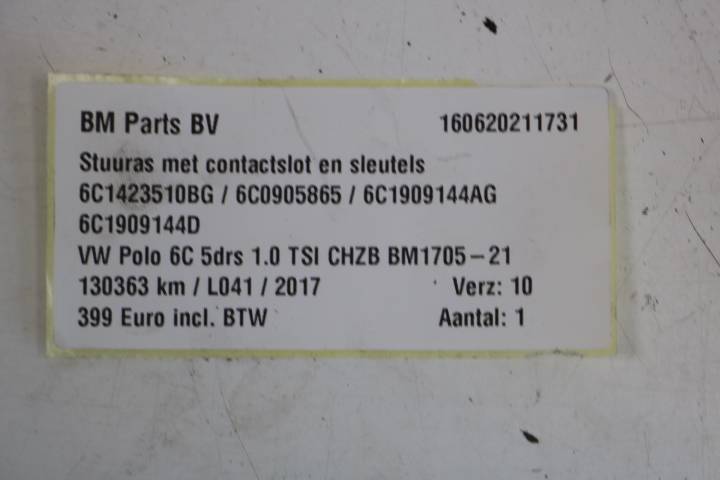 BM Parts BV 160620211731
Stuuras met contactslot en sleutels
6C1423510BG / 6C0905865 / 6C1909144AG
6C1909144D
VW Polo 6C 5drs 1.0 TSI CHZB BM1705-21
130363 km / L041 / 2017 Verz: 10
399 Euro incl. BTW Aantal: 1